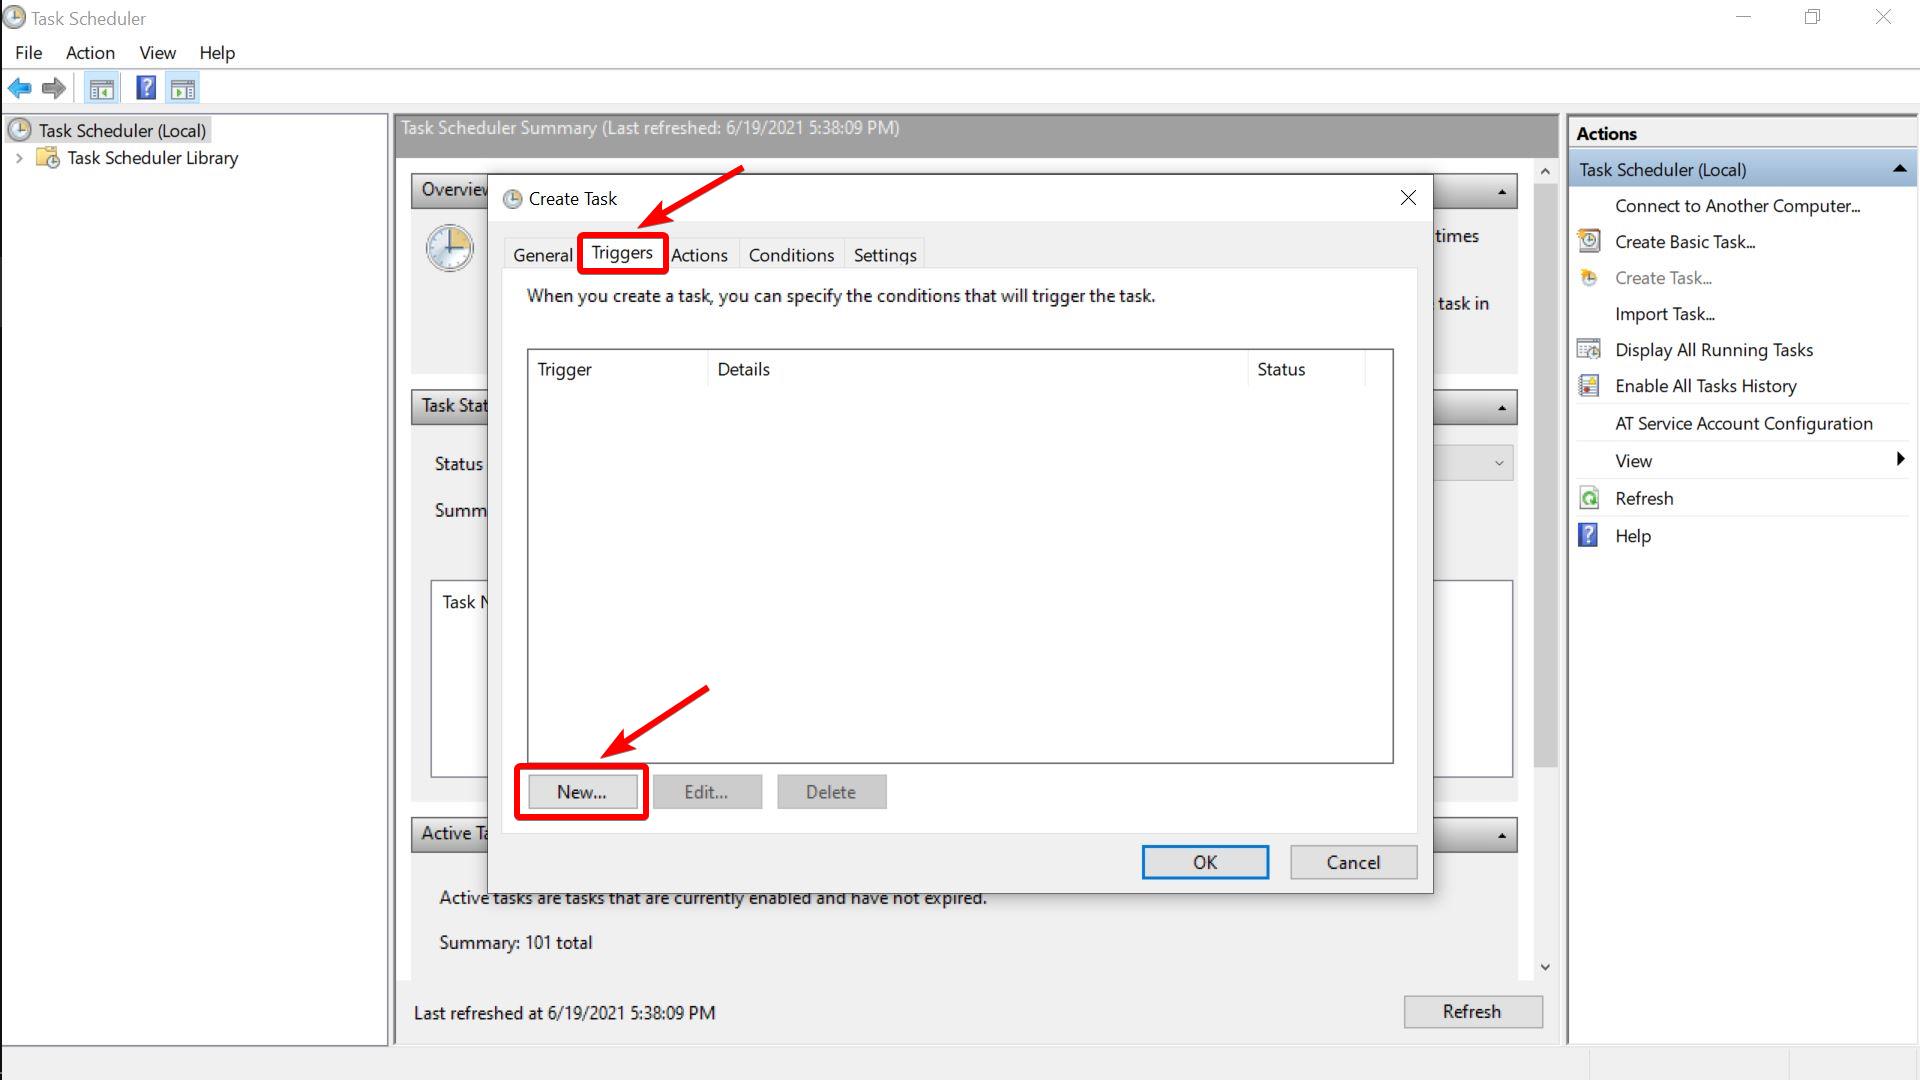 Task Scheduler
File Action View Help
Task Scheduler (Local)
Task Scheduler Library
Task Scheduler Summary (Last refreshed: 6/19/2021 5:38:09 PM)
Overview
times
task in
Task Stat
Status
Summ
Task N
Active Ta
Active tasks are tasks that are currently enabled and have not expired.
Summary: 101 total
Last refreshed at 6/19/2021 5:38:09 PM
Refresh
Create Task
General Triggers Actions Conditions Settings
When you create a task, you can specify the conditions that will trigger the task.
Trigger Details Status
New... Edit... Delete
OK Cancel
Actions
Task Scheduler (Local)
Connect to Another Computer...
Create Basic Task...
Create Task...
Import Task...
Display All Running Tasks
Enable All Tasks History
AT Service Account Configuration
View
Refresh
Help